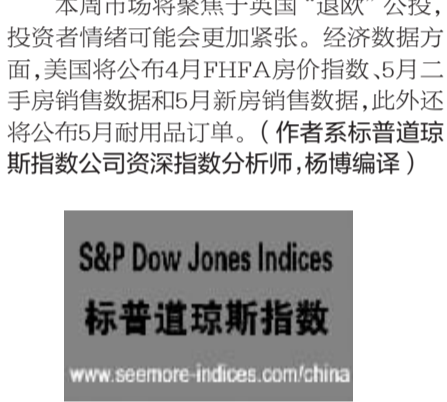 本周市场将聚焦于英国“退欧”公投，
投资者情绪可能会更加紧张。经济数据方
面，美国将公布4月FHFA房价指数、5月二
手房销售数据和5月新房销售数据，此外还
将公布5月耐用品订单。（作者系标普道琼
斯指数公司资深指数分析师，杨博编译）
S&P Dow Jones Indices
标普道琼斯指数
www.seemore-indices.com/china